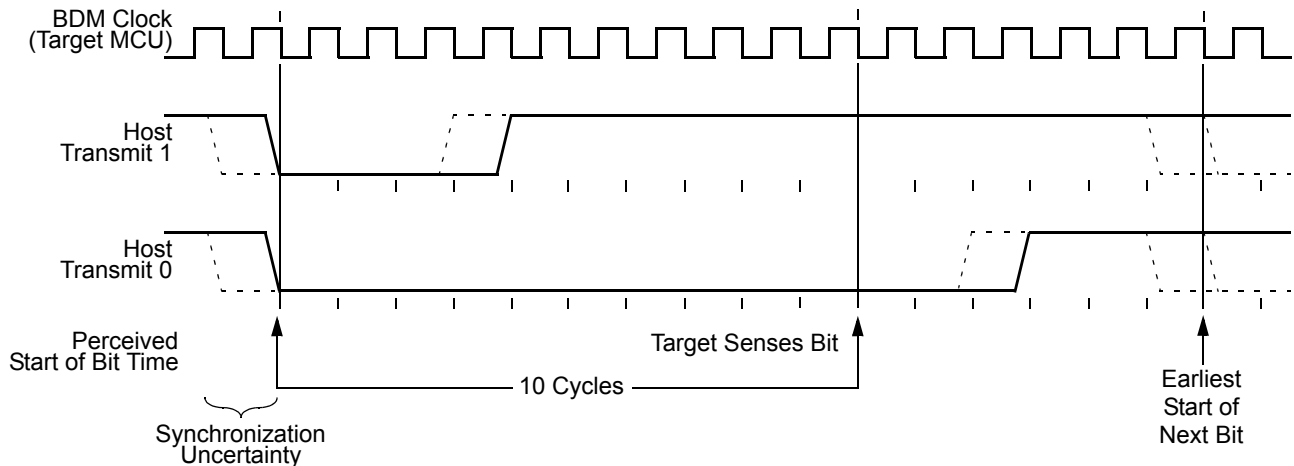 BDM Clock
(Target MCU)
Host
Transmit 1
Host
Transmit 0
Perceived
Start of Bit Time
Target Senses Bit
10 Cycles
Earliest
Start of
Next Bit
Synchronization
Uncertainty